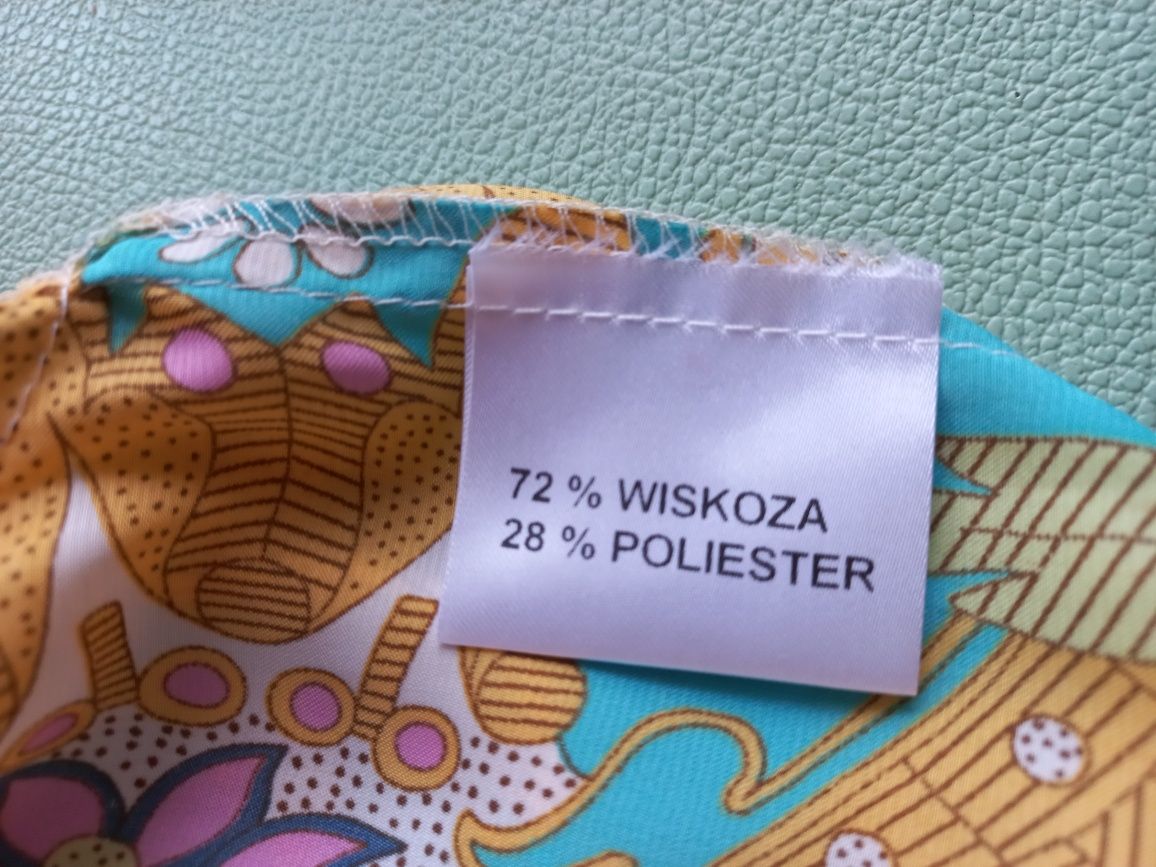 72 % WISKOZA
28 % POLIESTER